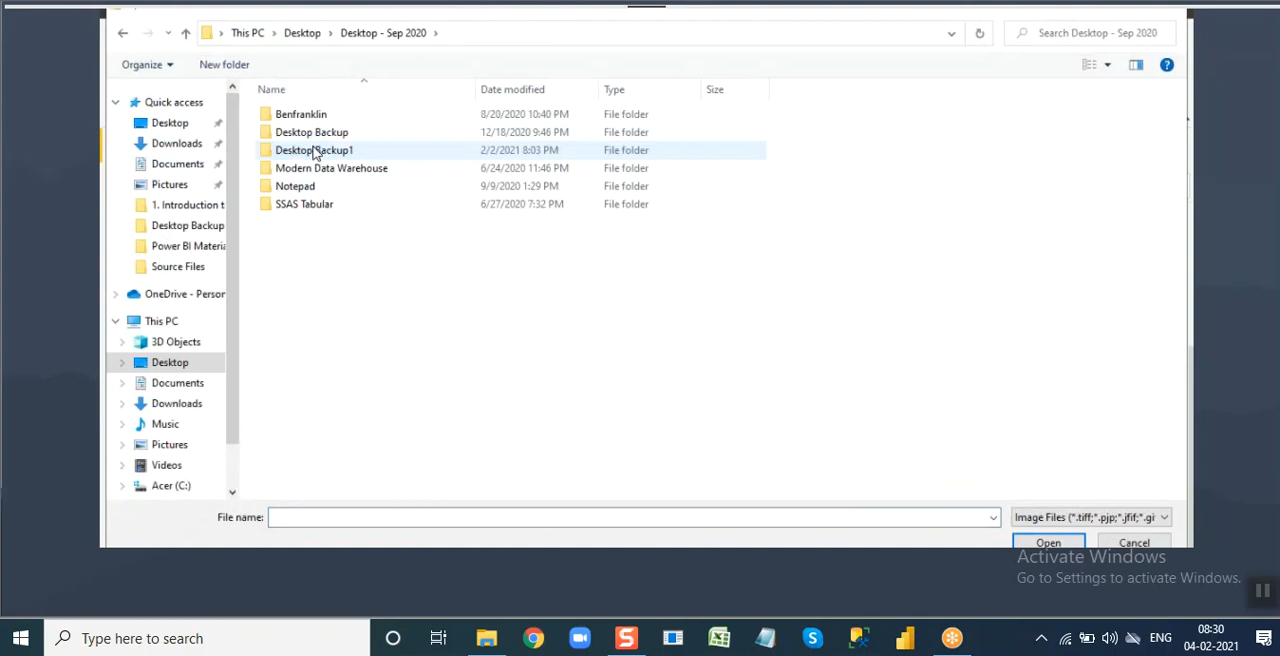 This PC > Desktop > Desktop - Sep 2020 >
Search Desktop - Sep 2020
Organize
New folder
Name
Date modified
Type
Size
Quick access
Desktop
Downloads
Documents
Pictures
1. Introduction t
Desktop Backup
Power BI Materia
Source Files
OneDrive - Person
This PC
3D Objects
Desktop
Documents
Downloads
Music
Pictures
Videos
Acer (C:)
Benfranklin 8/20/2020 10:40 PM File folder
Desktop Backup 12/18/2020 9:46 PM File folder
Desktop Backup1 2/2/2021 8:03 PM File folder
Modern Data Warehouse 6/24/2020 11:46 PM File folder
Notepad 9/9/2020 1:29 PM File folder
SSAS Tabular 6/27/2020 7:32 PM File folder
File name:
Image Files (*.tiff;*.pjp;*.jfif;*.gi
Open
Cancel
Activate Windows
Go to Settings to activate Windows.
Type here to search
ENG
08:30
04-02-2021